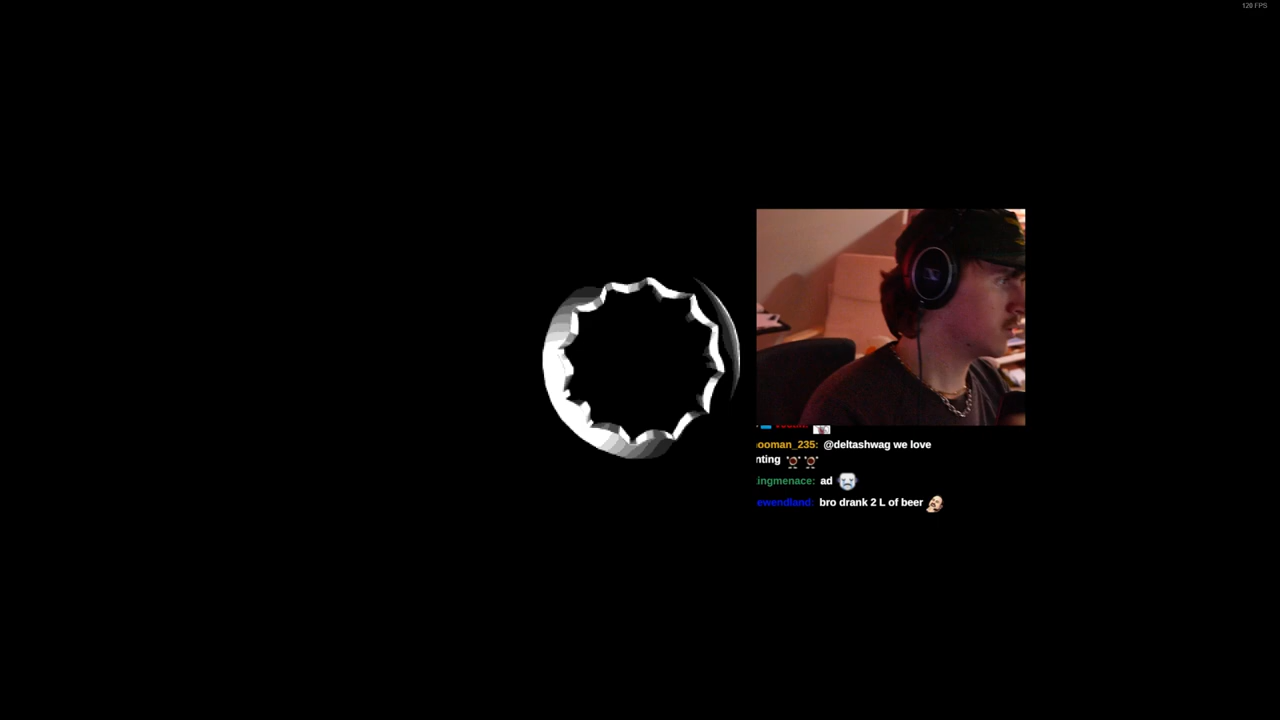 120 FPS
ooman_235: @deltashwag we love
nting
ingmenace: ad
ewendland: bro drank 2 L of beer